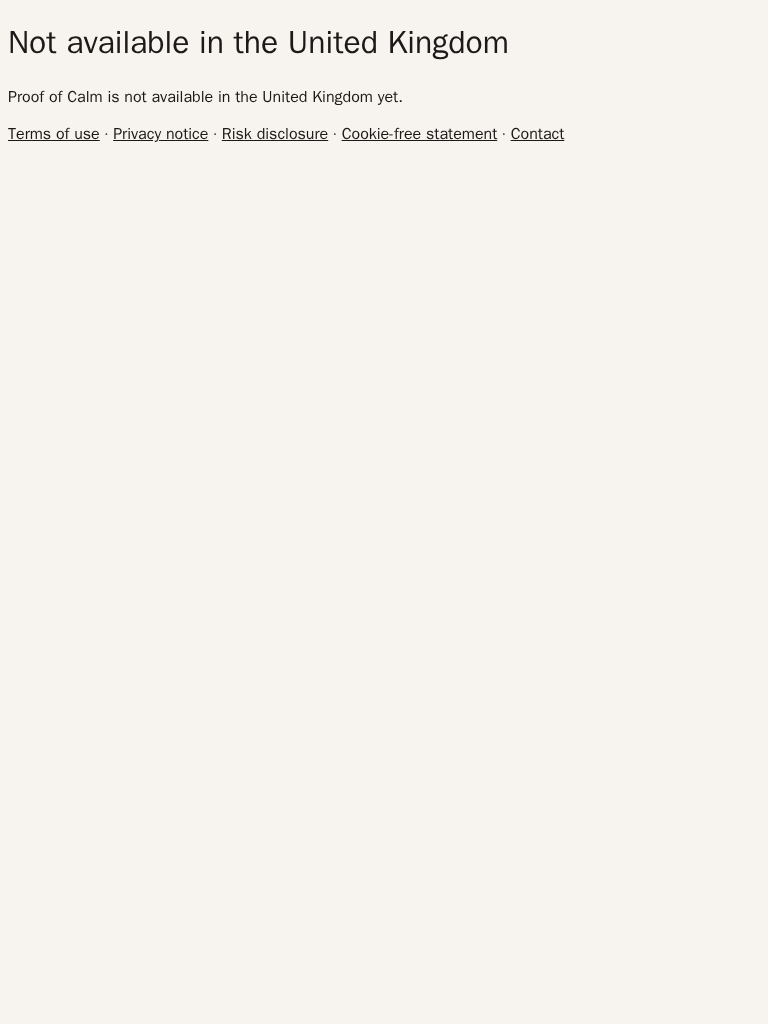 Not available in the United Kingdom
Proof of Calm is not available in the United Kingdom yet.
Terms of use · Privacy notice · Risk disclosure · Cookie-free statement · Contact